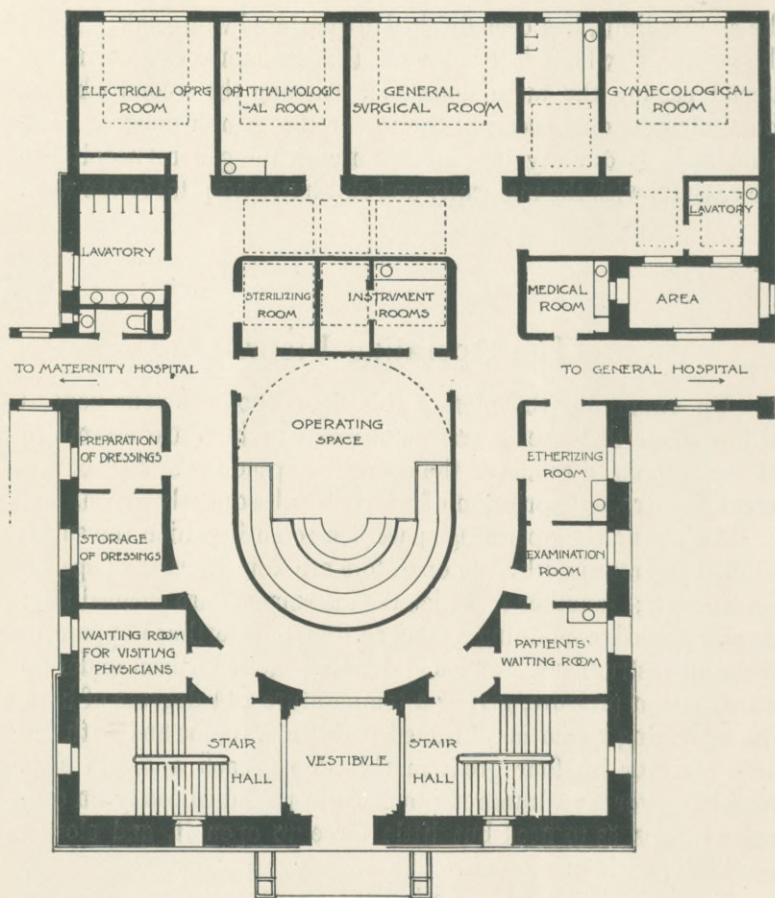 ELECTRICAL OP'R'G
ROOM
OPHTHALMOLOGIC
-AL ROOM
GENERAL
SVRGICAL ROOM
GYNAECOLOGICAL
ROOM
LAVATORY
LAVATORY
STERILIZING
ROOM
INSTRVMENT
ROOMS
MEDICAL
ROOM
AREA
TO MATERNITY HOSPITAL
TO GENERAL HOSPITAL
OPERATING
SPACE
PREPARATION
OF DRESSINGS
ETHERIZING
ROOM
STORAGE
OF DRESSINGS
EXAMINATION
ROOM
WAITING ROOM
FOR VISITING
PHYSICIANS
PATIENTS'
WAITING ROOM
STAIR
HALL
VESTIBVLE
STAIR
HALL